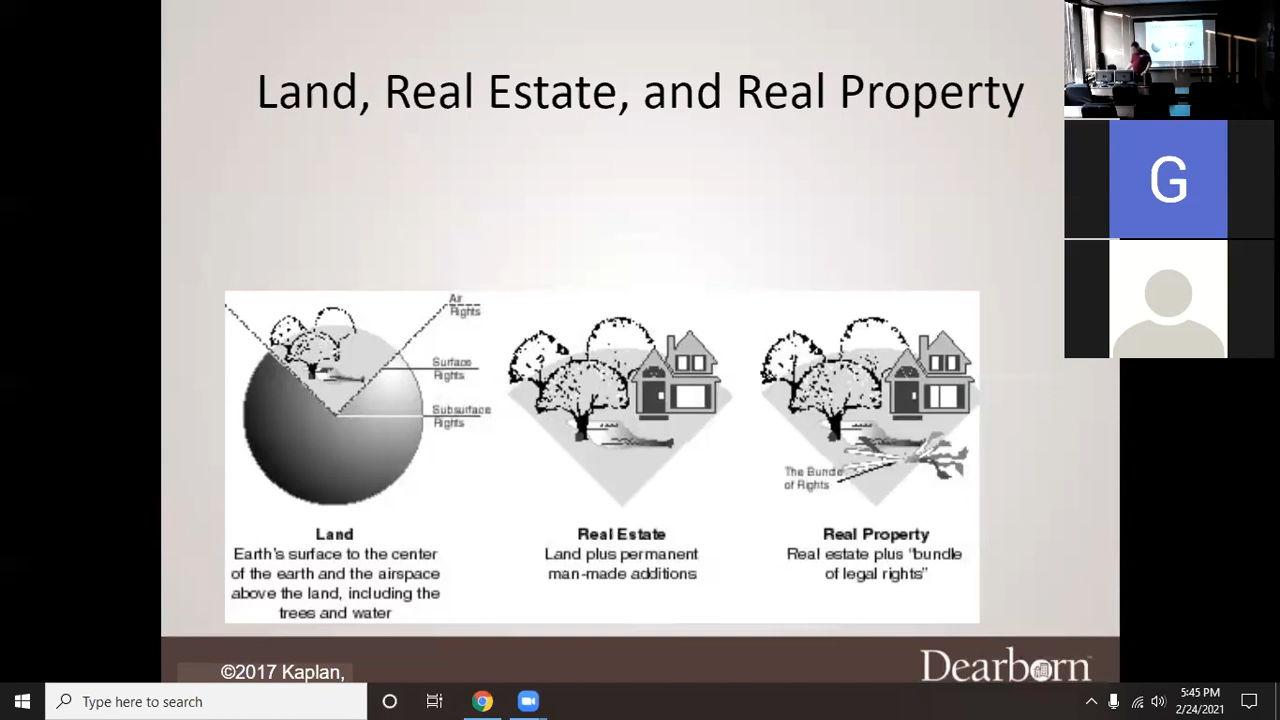 Land, Real Estate, and Real Property
G
Air
Rights
Surface
Rights
Subsurface
Rights
The Bundle
of Rights
Land
Earth's surface to the center
of the earth and the airspace
above the land, including the
trees and water
Real Estate
Land plus permanent
man-made additions
Real Property
Real estate plus "bundle
of legal rights"
©2017 Kaplan,
Dearborn™
Type here to search
5:45 PM
2/24/2021